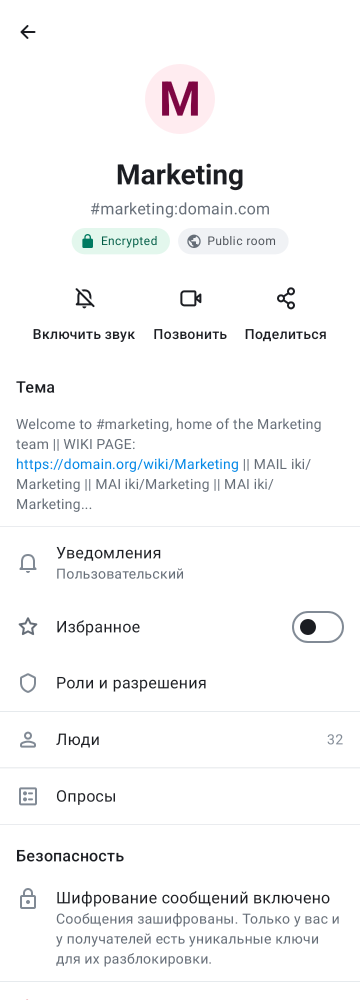 M
Marketing
#marketing:domain.com
Encrypted
Public room
Включить звук
Позвонить
Поделиться
Тема
Welcome to #marketing, home of the Marketing
team || WIKI PAGE:
https://domain.org/wiki/Marketing || MAIL iki/
Marketing || MAI iki/Marketing || MAI iki/
Marketing...
Уведомления
Пользовательский
Избранное
Роли и разрешения
Люди 32
Опросы
Безопасность
Шифрование сообщений включено
Сообщения зашифрованы. Только у вас и
у получателей есть уникальные ключи
для их разблокировки.